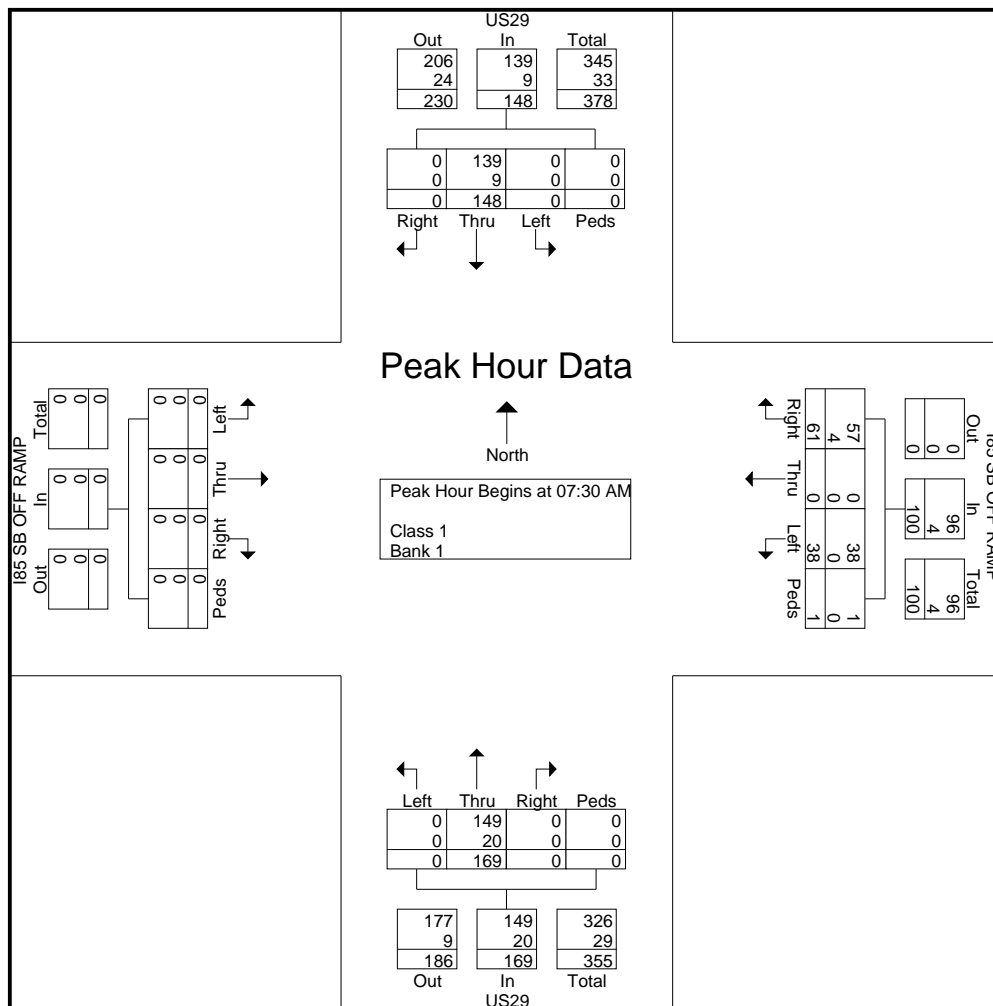 US29
Out In Total
206 139 345
24 9 33
230 148 378
0 139 0 0
0 9 0 0
0 148 0 0
Right Thru Left Peds
Peak Hour Data
North
Peak Hour Begins at 07:30 AM
Class 1
Bank 1
I85 SB OFF RAMP
Total In Out
0 0 0
0 0 0
0 0 0
0 0 0 0
0 0 0 0
0 0 0 0
Left Thru Right Peds
I85 SB OFF RAMP
Out In Total
0 96 96
0 4 4
0 100 100
57 0 38 1
4 0 0 0
61 0 38 1
Right Thru Left Peds
Left Thru Right Peds
0 149 0 0
0 20 0 0
0 169 0 0
177 149 326
9 20 29
186 169 355
Out In Total
US29